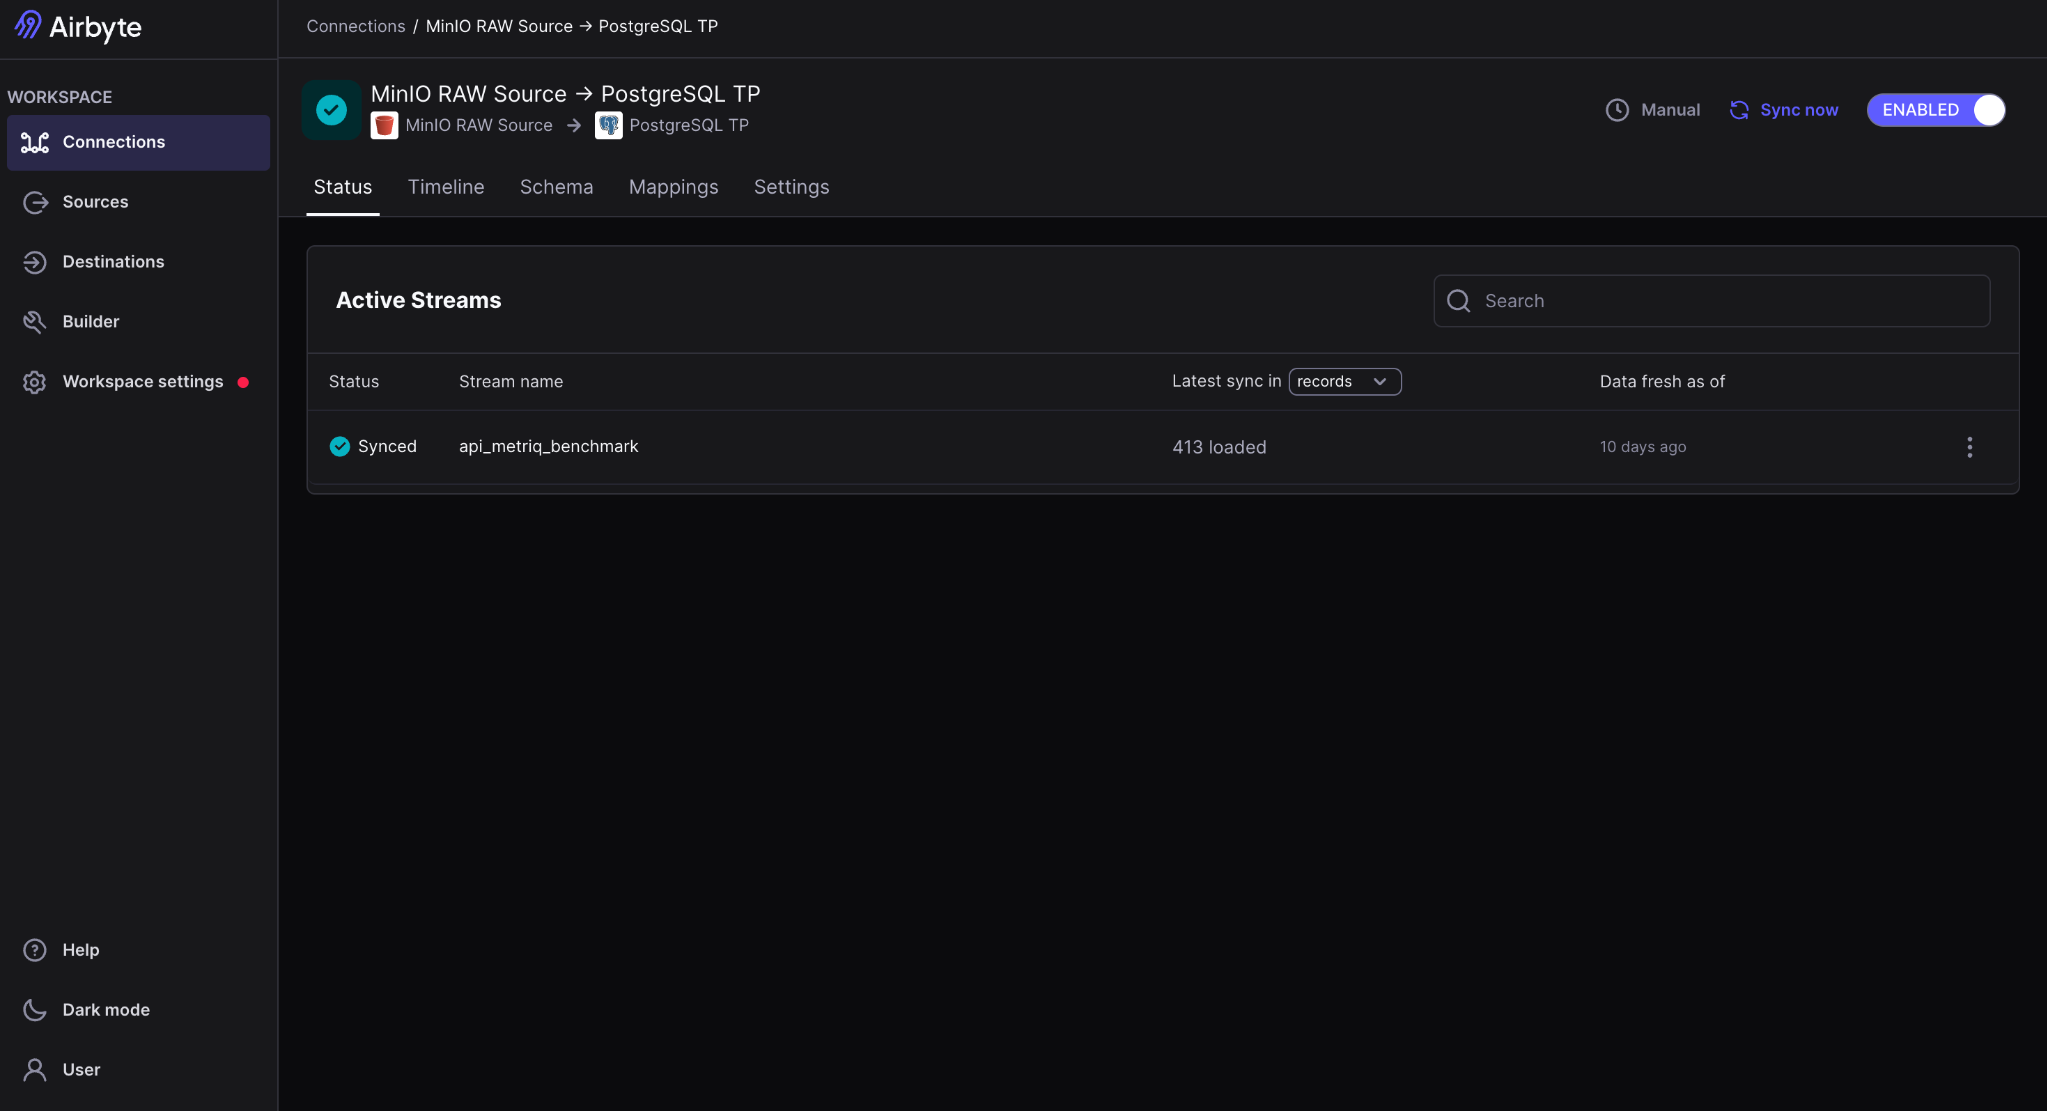 Airbyte
WORKSPACE
Connections
Sources
Destinations
Builder
Workspace settings
Help
Dark mode
User
Connections / MinIO RAW Source → PostgreSQL TP
MinIO RAW Source → PostgreSQL TP
MinIO RAW Source → PostgreSQL TP
Manual Sync now ENABLED
Status Timeline Schema Mappings Settings
Active Streams
Search
Status Stream name Latest sync in records Data fresh as of
Synced api_metriq_benchmark 413 loaded 10 days ago